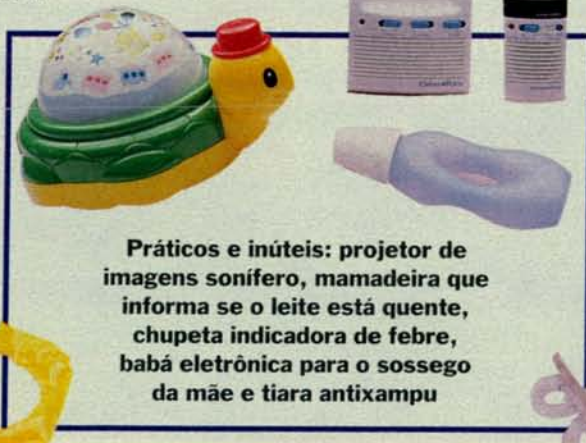 Práticos e inúteis: projetor de
imagens sonífero, mamadeira que
informa se o leite está quente,
chupeta indicadora de febre,
babá eletrônica para o sossego
da mãe e tiara antixampu